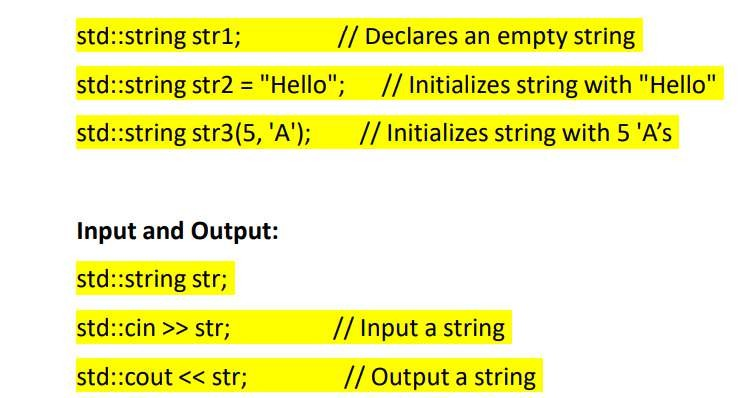 std::string str1; // Declares an empty string
std::string str2 = "Hello"; // Initializes string with "Hello"
std::string str3(5, 'A'); // Initializes string with 5 'A’s
Input and Output:
std::string str;
std::cin >> str; // Input a string
std::cout << str; // Output a string